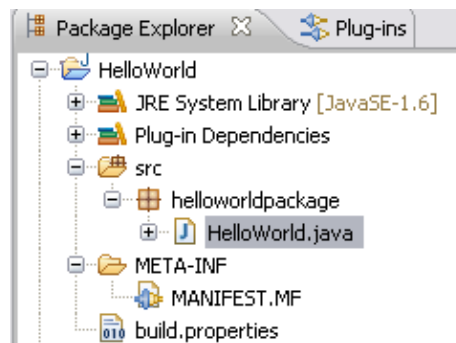 Package Explorer Plug-ins
HelloWorld
JRE System Library [JavaSE-1.6]
Plug-in Dependencies
src
helloworldpackage
HelloWorld.java
META-INF
MANIFEST.MF
010 build.properties